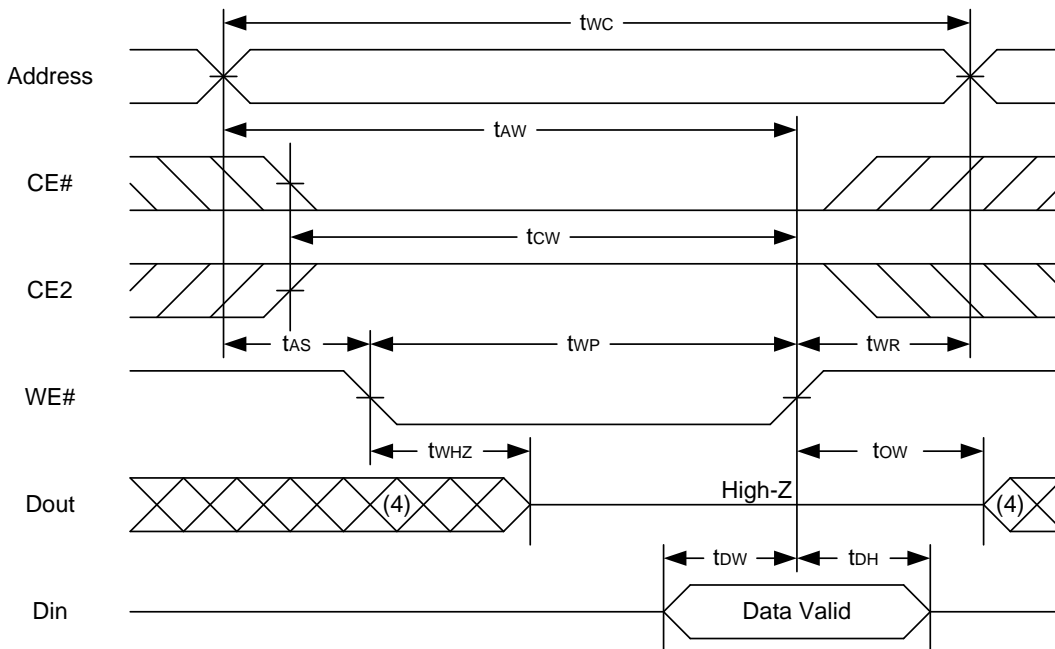 tWC
Address
tAW
CE#
tCW
CE2
tAS tWP tWR
WE#
tWHZ tOW
High-Z
Dout (4) (4)
tDW tDH
Din Data Valid